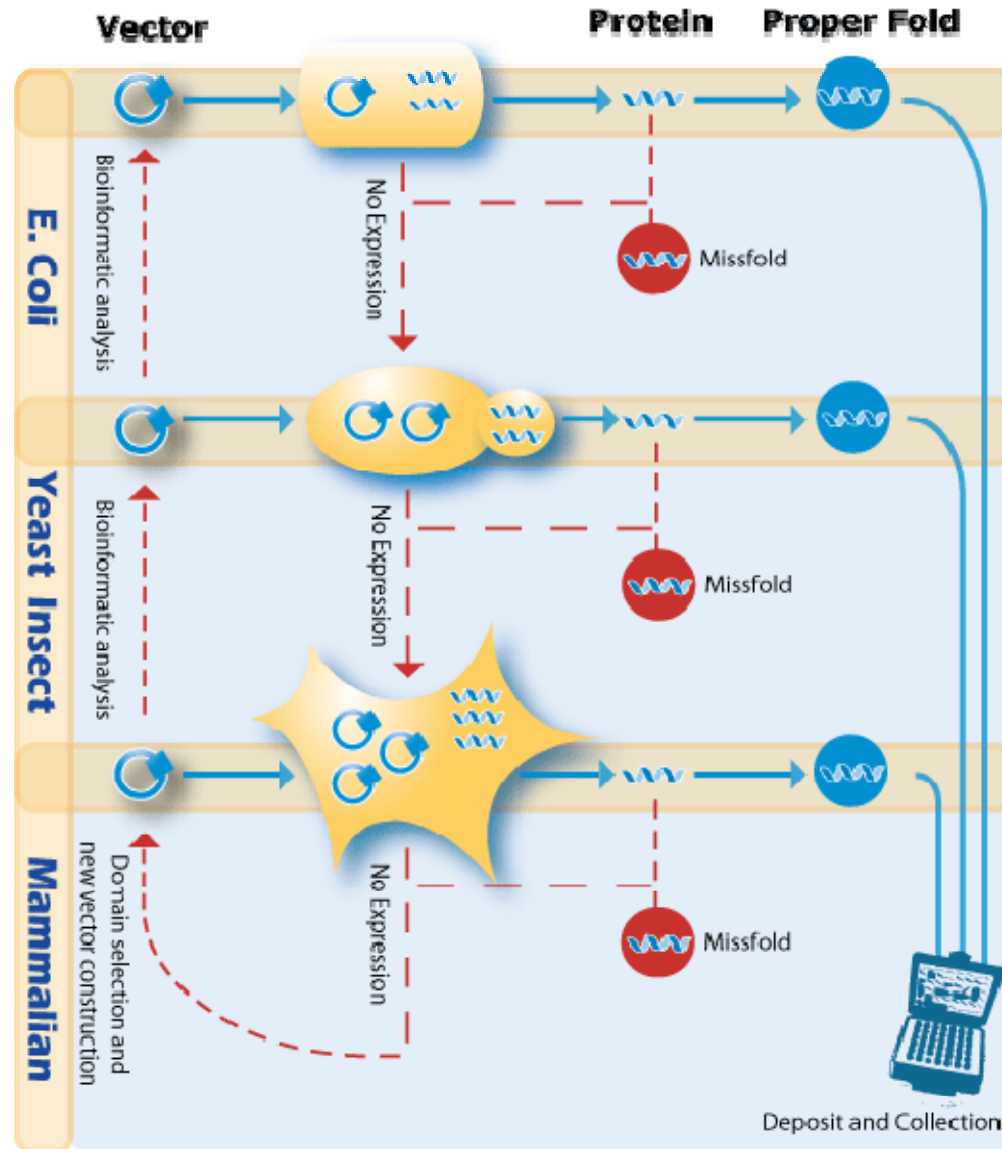 Vector
Protein
Proper Fold
E. Coli
Bioinformatic analysis
No Expression
Missfold
Yeast Insect
Bioinformatic analysis
No Expression
Missfold
Mammalian
Domain selection and
new vector construction
No Expression
Missfold
Deposit and Collection